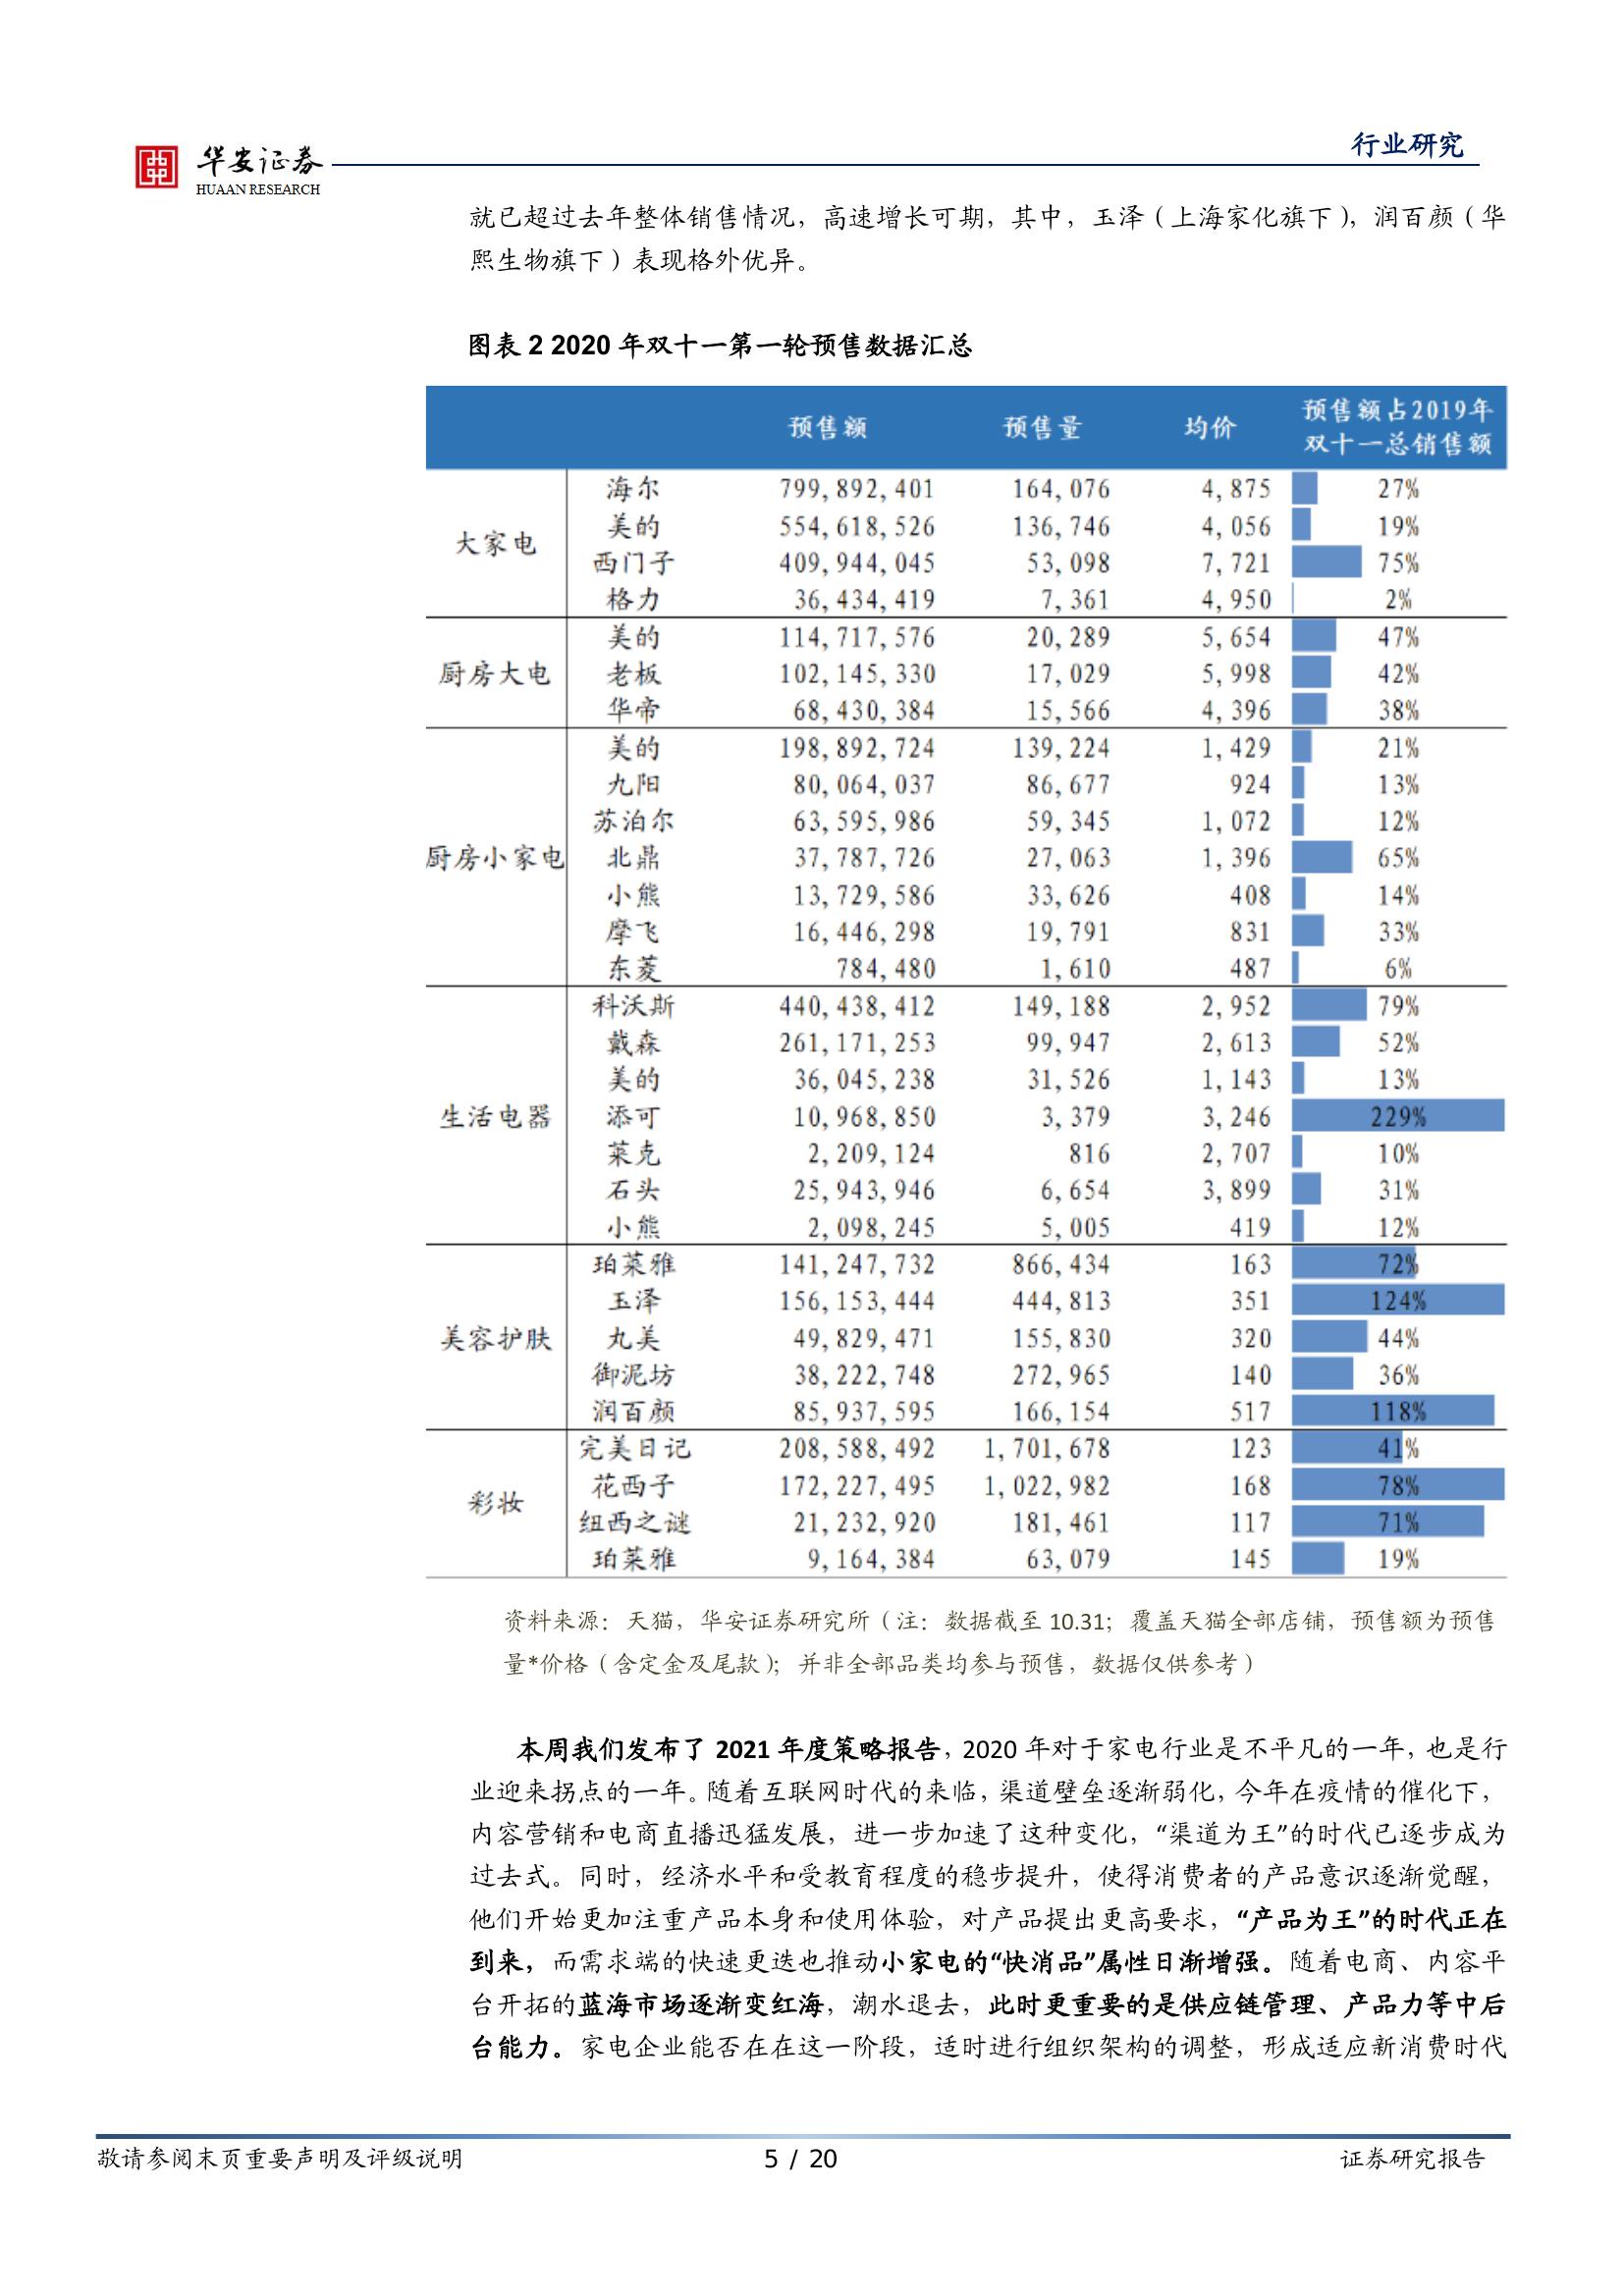 华安证券
HUAAN RESEARCH
行业研究
就已超过去年整体销售情况，高速增长可期，其中，玉泽（上海家化旗下），润百颜（华
熙生物旗下）表现格外优异。
图表 2 2020 年双十一第一轮预售数据汇总
预售额 预售量 均价 预售额占2019年
双十一总销售额
大家电
海尔 799,892,401 164,076 4,875 27%
美的 554,618,526 136,746 4,056 19%
西门子 409,944,045 53,098 7,721 75%
格力 36,434,419 7,361 4,950 2%
厨房大电
美的 114,717,576 20,289 5,654 47%
老板 102,145,330 17,029 5,998 42%
华帝 68,430,384 15,566 4,396 38%
厨房小家电
美的 198,892,724 139,224 1,429 21%
九阳 80,064,037 86,677 924 13%
苏泊尔 63,595,986 59,345 1,072 12%
北鼎 37,787,726 27,063 1,396 65%
小熊 13,729,586 33,626 408 14%
摩飞 16,446,298 19,791 831 33%
东菱 784,480 1,610 487 6%
生活电器
科沃斯 440,438,412 149,188 2,952 79%
戴森 261,171,253 99,947 2,613 52%
美的 36,045,238 31,526 1,143 13%
添可 10,968,850 3,379 3,246 229%
莱克 2,209,124 816 2,707 10%
石头 25,943,946 6,654 3,899 31%
小熊 2,098,245 5,005 419 12%
美容护肤
珀莱雅 141,247,732 866,434 163 72%
玉泽 156,153,444 444,813 351 124%
丸美 49,829,471 155,830 320 44%
御泥坊 38,222,748 272,965 140 36%
润百颜 85,937,595 166,154 517 118%
彩妆
完美日记 208,588,492 1,701,678 123 41%
花西子 172,227,495 1,022,982 168 78%
纽西之谜 21,232,920 181,461 117 71%
珀莱雅 9,164,384 63,079 145 19%
资料来源：天猫，华安证券研究所（注：数据截至 10.31；覆盖天猫全部店铺，预售额为预售
量*价格（含定金及尾款）；并非全部品类均参与预售，数据仅供参考）
本周我们发布了 2021 年度策略报告，2020 年对于家电行业是不平凡的一年，也是行
业迎来拐点的一年。随着互联网时代的来临，渠道壁垒逐渐弱化，今年在疫情的催化下，
内容营销和电商直播迅猛发展，进一步加速了这种变化，“渠道为王”的时代已逐步成为
过去式。同时，经济水平和受教育程度的稳步提升，使得消费者的产品意识逐渐觉醒，
他们开始更加注重产品本身和使用体验，对产品提出更高要求，“产品为王”的时代正在
到来，而需求端的快速更迭也推动小家电的“快消品”属性日渐增强。随着电商、内容平
台开拓的蓝海市场逐渐变红海，潮水退去，此时更重要的是供应链管理、产品力等中后
台能力。家电企业能否在在这一阶段，适时进行组织架构的调整，形成适应新消费时代
敬请参阅末页重要声明及评级说明 5 / 20 证券研究报告